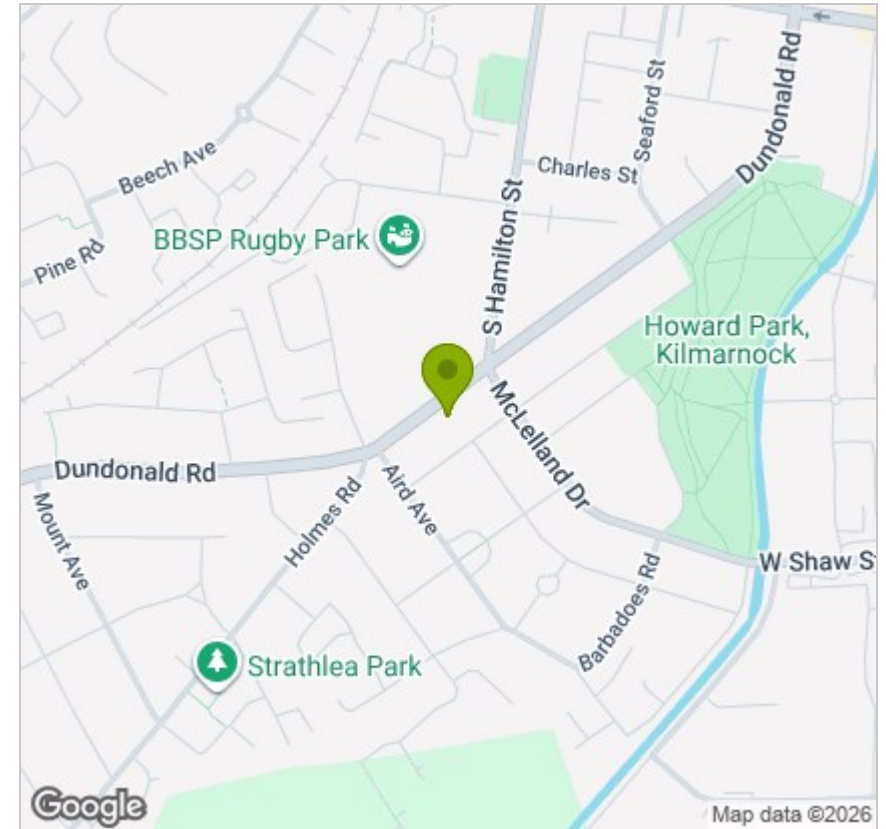 Dundonald Rd
Seaford St
Charles St
Beech Ave
BBSP Rugby Park
Pine Rd
S Hamilton St
Howard Park,
Kilmarnock
McLelland Dr
Dundonald Rd
Aird Ave
Holmes Rd
Mount Ave
W Shaw S
Barbadoes Rd
Strathlea Park
Google
Map data ©2026